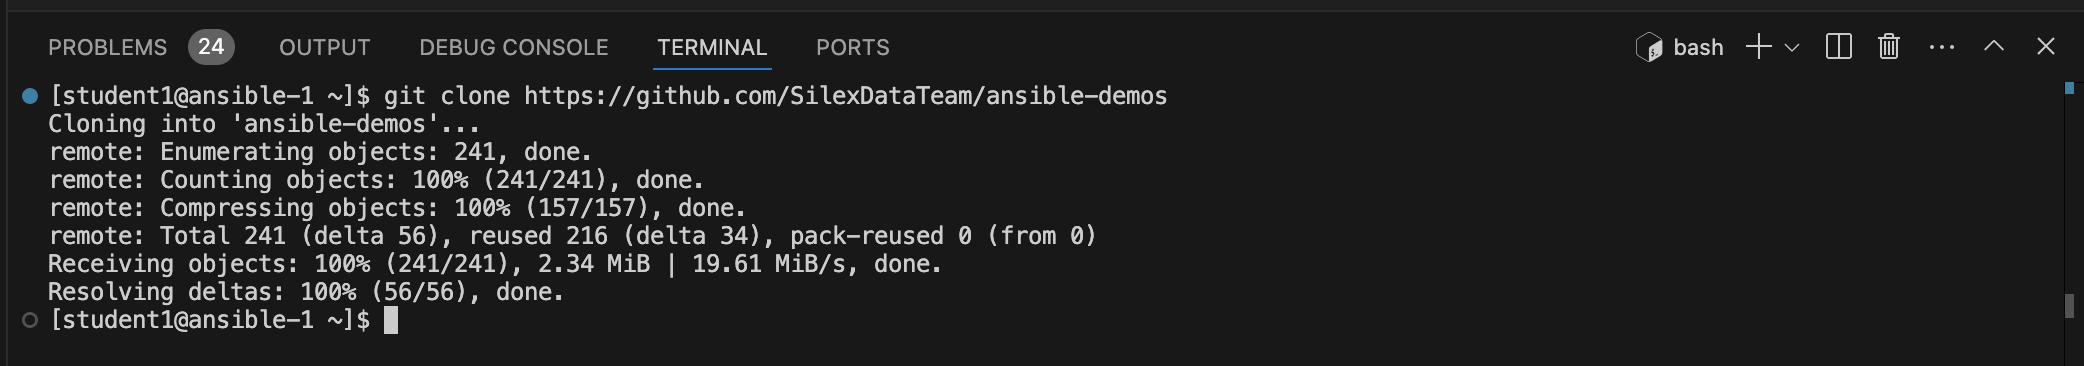 PROBLEMS 24 OUTPUT DEBUG CONSOLE TERMINAL PORTS bash
[student1@ansible-1 ~]$ git clone https://github.com/SilexDataTeam/ansible-demos
Cloning into 'ansible-demos'...
remote: Enumerating objects: 241, done.
remote: Counting objects: 100% (241/241), done.
remote: Compressing objects: 100% (157/157), done.
remote: Total 241 (delta 56), reused 216 (delta 34), pack-reused 0 (from 0)
Receiving objects: 100% (241/241), 2.34 MiB | 19.61 MiB/s, done.
Resolving deltas: 100% (56/56), done.
[student1@ansible-1 ~]$